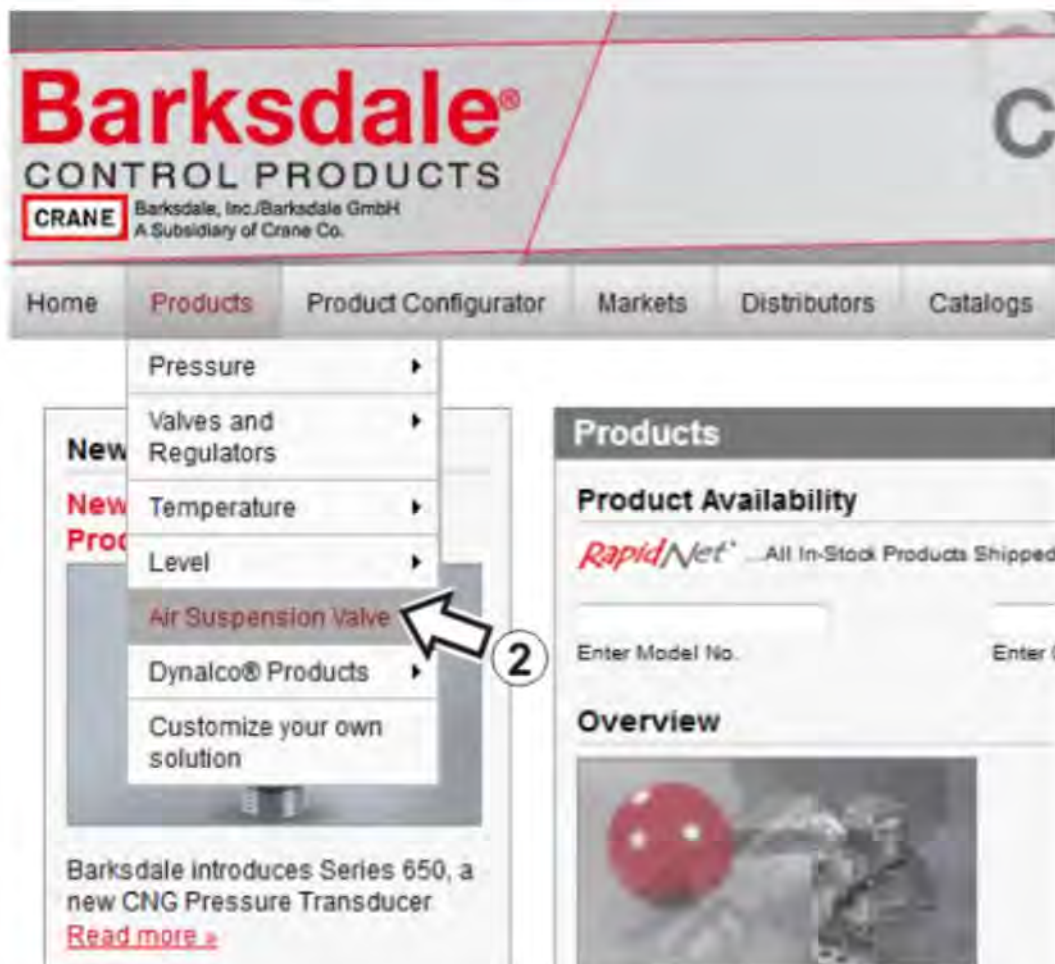 Barksdale®
CONTROL PRODUCTS
CRANE
Barksdale, Inc./Barksdale GmbH
A Subsidiary of Crane Co.
C
Home
Products
Product Configurator
Markets
Distributors
Catalogs
Pressure
Valves and
Regulators
Temperature
Level
Air Suspension Valve
Dynalco® Products
Customize your own
solution
2
New
New
Proc
Barksdale introduces Series 650, a
new CNG Pressure Transducer
Read more »
Products
Product Availability
RapidNet ...All In-Stock Products Shipped
Enter Model No.
Enter
Overview